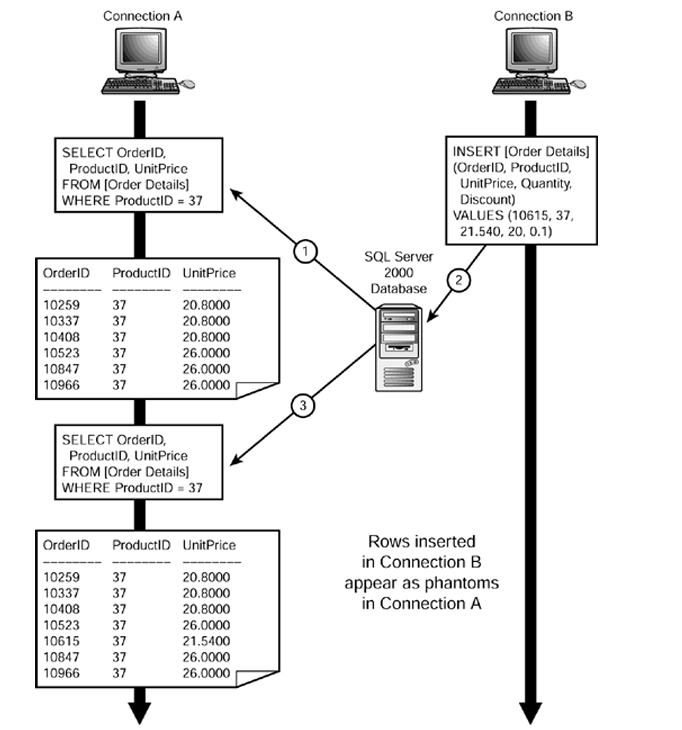 Connection A
Connection B
SELECT OrderID,
ProductID, UnitPrice
FROM [Order Details]
WHERE ProductID = 37
INSERT [Order Details]
(OrderID, ProductID,
UnitPrice, Quantity,
Discount)
VALUES (10615, 37,
21.540, 20, 0.1)
1
SQL Server
2000
Database
2
OrderID ProductID UnitPrice
10259 37 20.8000
10337 37 20.8000
10408 37 20.8000
10523 37 26.0000
10847 37 26.0000
10966 37 26.0000
3
SELECT OrderID,
ProductID, UnitPrice
FROM [Order Details]
WHERE ProductID = 37
OrderID ProductID UnitPrice
10259 37 20.8000
10337 37 20.8000
10408 37 20.8000
10523 37 26.0000
10615 37 21.5400
10847 37 26.0000
10966 37 26.0000
Rows inserted
in Connection B
appear as phantoms
in Connection A